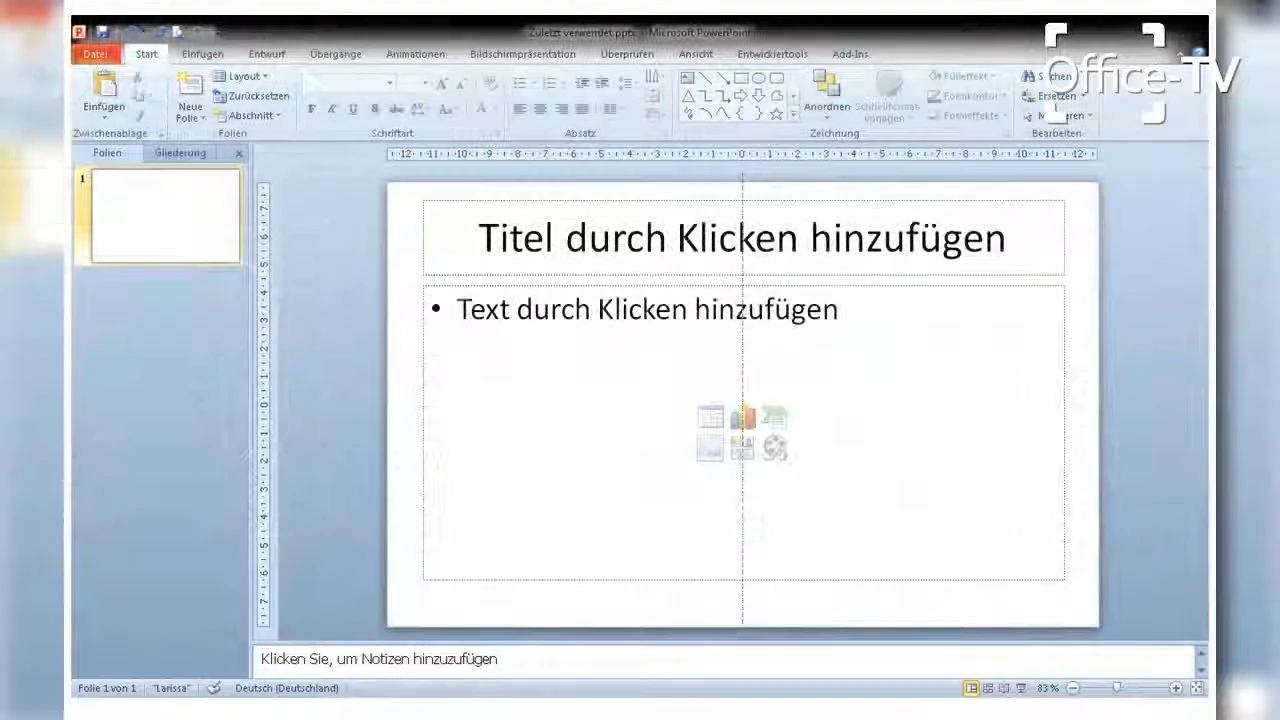 Zuletzt verwendet.pptx - Microsoft PowerPoint
Office-TV
Datei Start Einfügen Entwurf Übergänge Animationen Bildschirmpräsentation Überprüfen Ansicht Entwicklertools Add-Ins
Einfügen
Zwischenablage
Neue
Folie
Layout
Zurücksetzen
Abschnitt
Folien
Schriftart
Absatz
Anordnen
Zeichnung
Fülleffekt
Formkontur
Formeffekte
Ersetzen
Bearbeiten
Folien Gliederung
1
Titel durch Klicken hinzufügen
• Text durch Klicken hinzufügen
Klicken Sie, um Notizen hinzuzufügen
Folie 1 von 1 "Larissa" Deutsch (Deutschland) 83 %